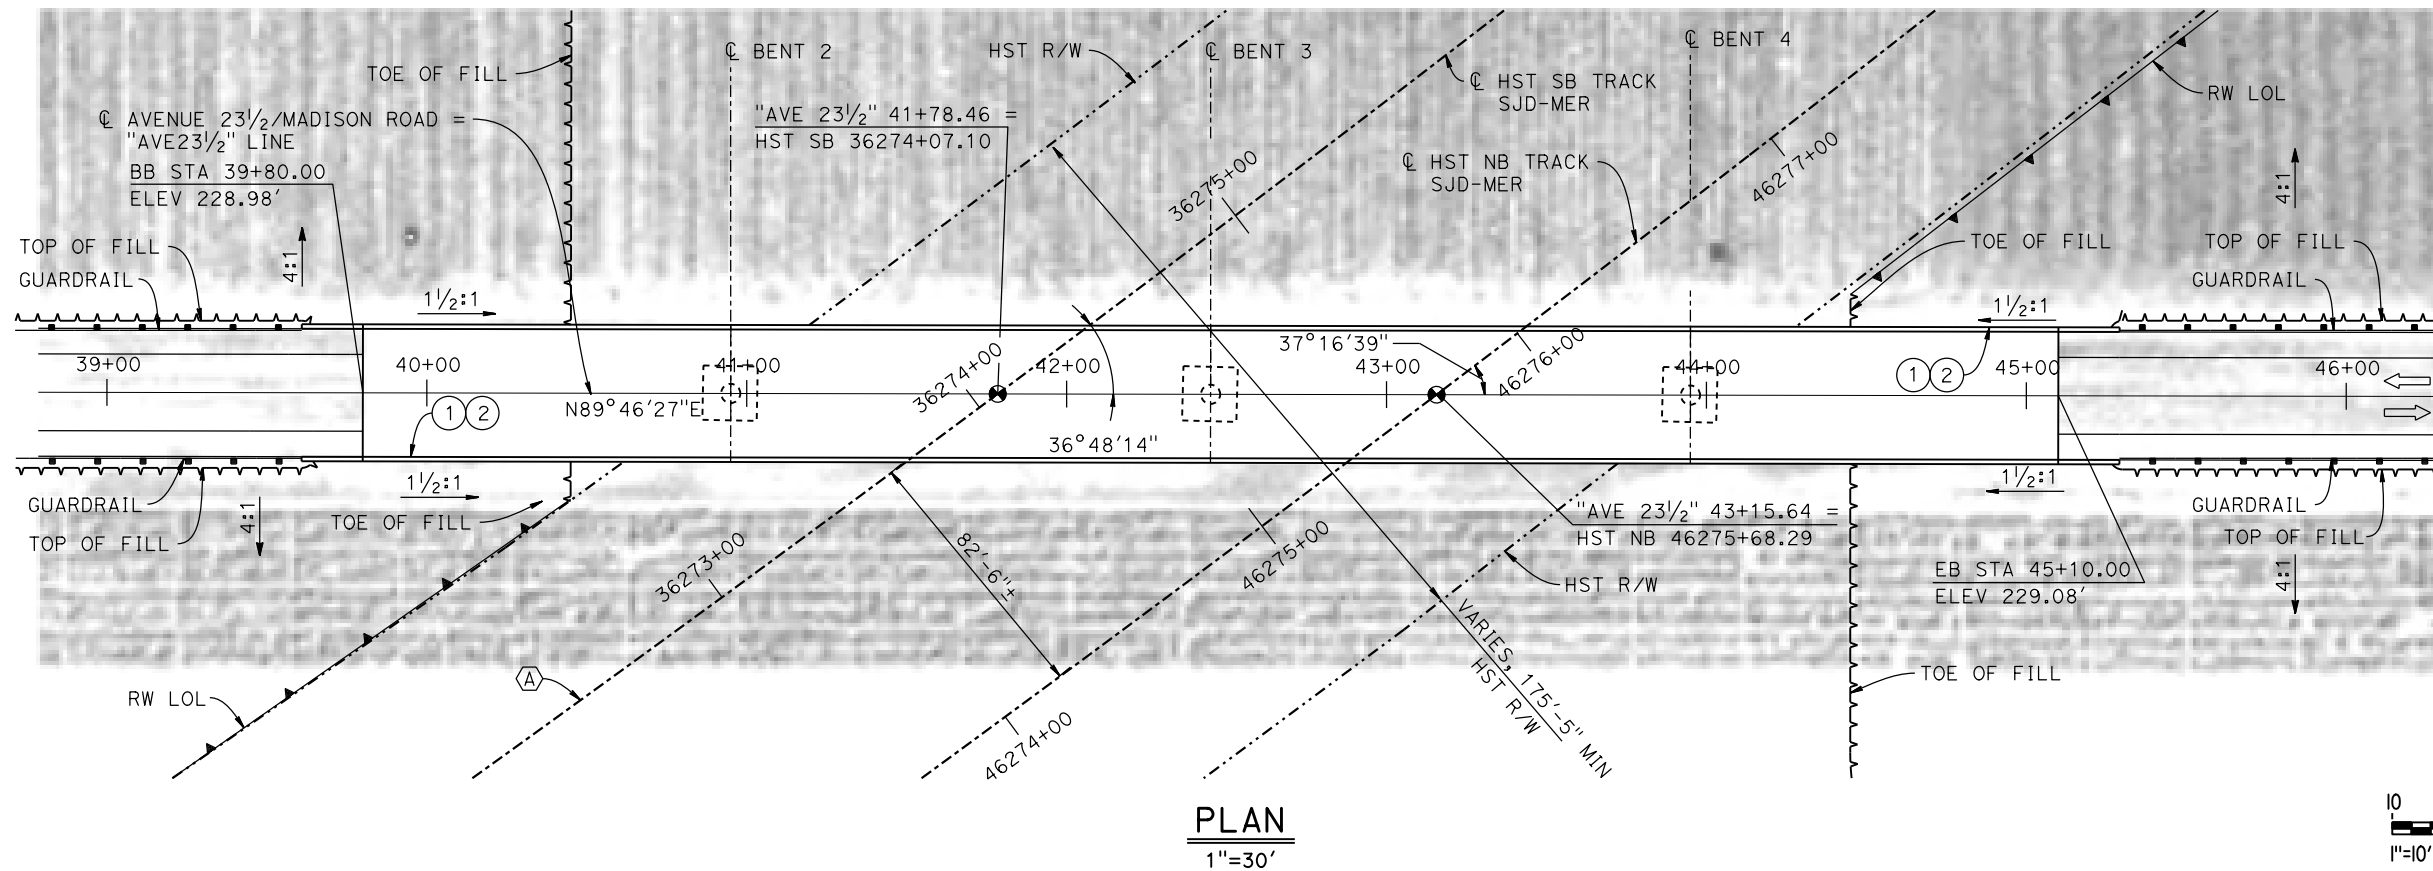 ℄ BENT 2
HST R/W
℄ BENT 3
℄ BENT 4
TOE OF FILL
℄ HST SB TRACK
SJD-MER
RW LOL
℄ AVENUE 23½/MADISON ROAD =
"AVE23½" LINE
BB STA 39+80.00
ELEV 228.98'
"AVE 23½" 41+78.46 =
HST SB 36274+07.10
36275+00
℄ HST NB TRACK
SJD-MER
46277+00
4:1
TOP OF FILL
GUARDRAIL
4:1
1½:1
TOE OF FILL
TOP OF FILL
GUARDRAIL
1½:1
39+00
40+00
41+00
36274+00
42+00
37°16'39"
43+00
46276+00
44+00
1
2
45+00
46+00
N89°46'27"E
1
2
36°48'14"
1½:1
1½:1
GUARDRAIL
TOP OF FILL
4:1
TOE OF FILL
36273+00
82'-6"±
46275+00
"AVE 23½" 43+15.64 =
HST NB 46275+68.29
GUARDRAIL
TOP OF FILL
4:1
EB STA 45+10.00
ELEV 229.08'
HST R/W
VARIES, 175'-5" MIN
HST R/W
A
RW LOL
46274+00
TOE OF FILL
PLAN
1"=30'
10
1"=10'